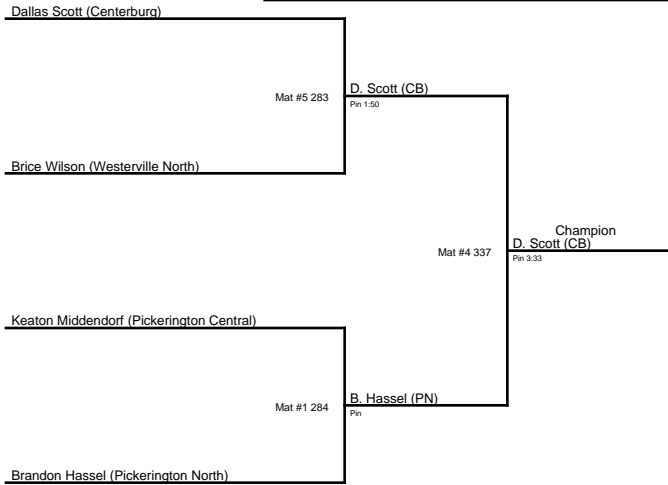 Dallas Scott (Centerburg)
Mat #5 283
D. Scott (CB)
Pin 1:50
Brice Wilson (Westerville North)
Mat #4 337
Champion
D. Scott (CB)
Pin 3:33
Keaton Middendorf (Pickerington Central)
Mat #1 284
B. Hassel (PN)
Pin
Brandon Hassel (Pickerington North)